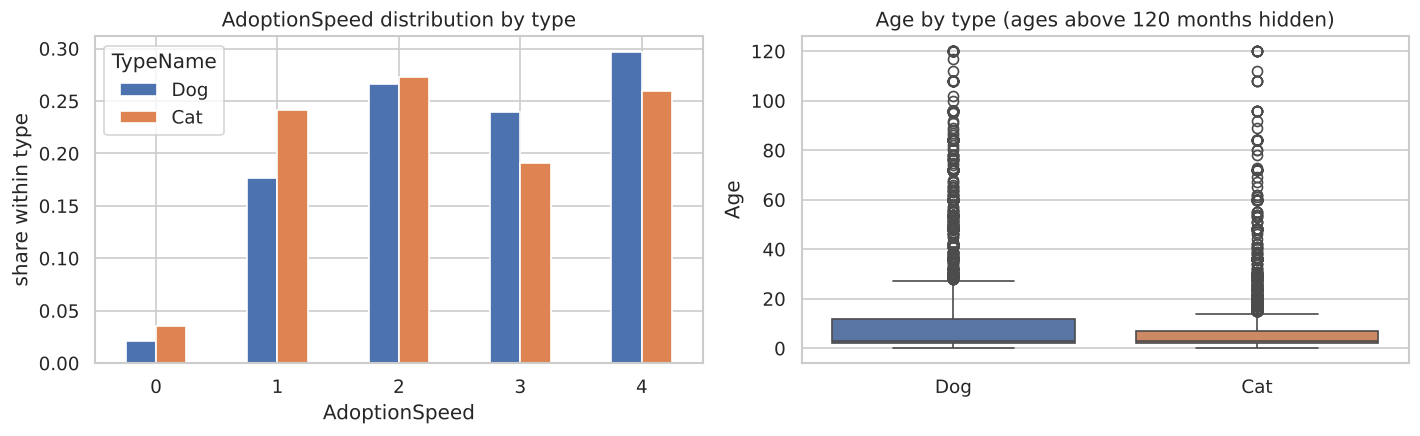 AdoptionSpeed distribution by type
share within type
0.30
0.25
0.20
0.15
0.10
0.05
0.00
TypeName
Dog
Cat
0 1 2 3 4
AdoptionSpeed
Age by type (ages above 120 months hidden)
Age
120
100
80
60
40
20
0
Dog Cat